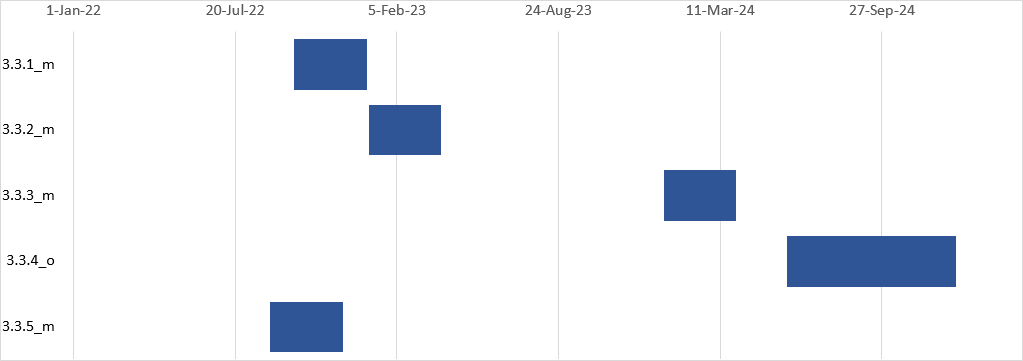 1-Jan-22 20-Jul-22 5-Feb-23 24-Aug-23 11-Mar-24 27-Sep-24
3.3.1_m
3.3.2_m
3.3.3_m
3.3.4_o
3.3.5_m